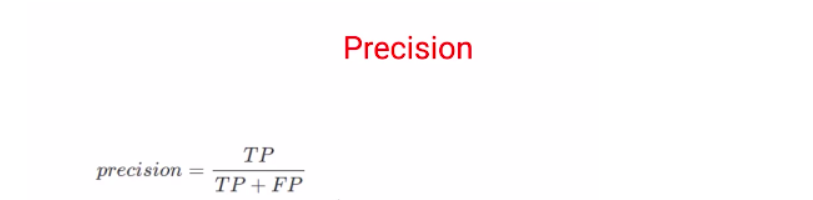 Precision
precision = TP / TP + FP